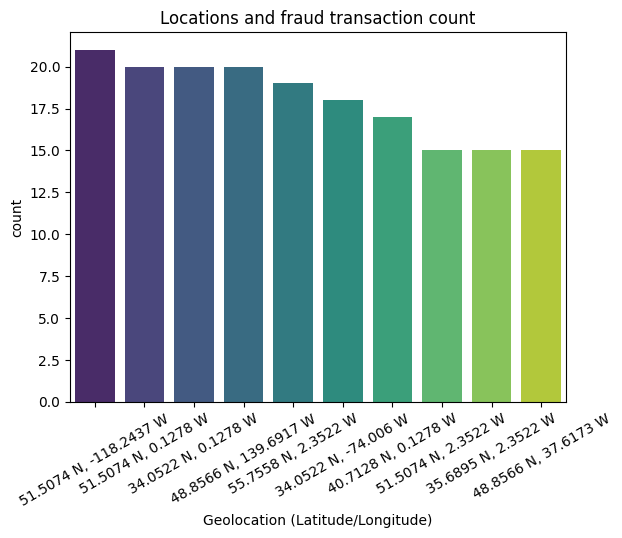 Locations and fraud transaction count
20.0
17.5
15.0
12.5
10.0
7.5
5.0
2.5
0.0
count
51.5074 N, -118.2437 W
51.5074 N, 0.1278 W
34.0522 N, 0.1278 W
48.8566 N, 139.6917 W
55.7558 N, 2.3522 W
34.0522 N, -74.006 W
40.7128 N, 0.1278 W
51.5074 N, 2.3522 W
35.6895 N, 2.3522 W
48.8566 N, 37.6173 W
Geolocation (Latitude/Longitude)